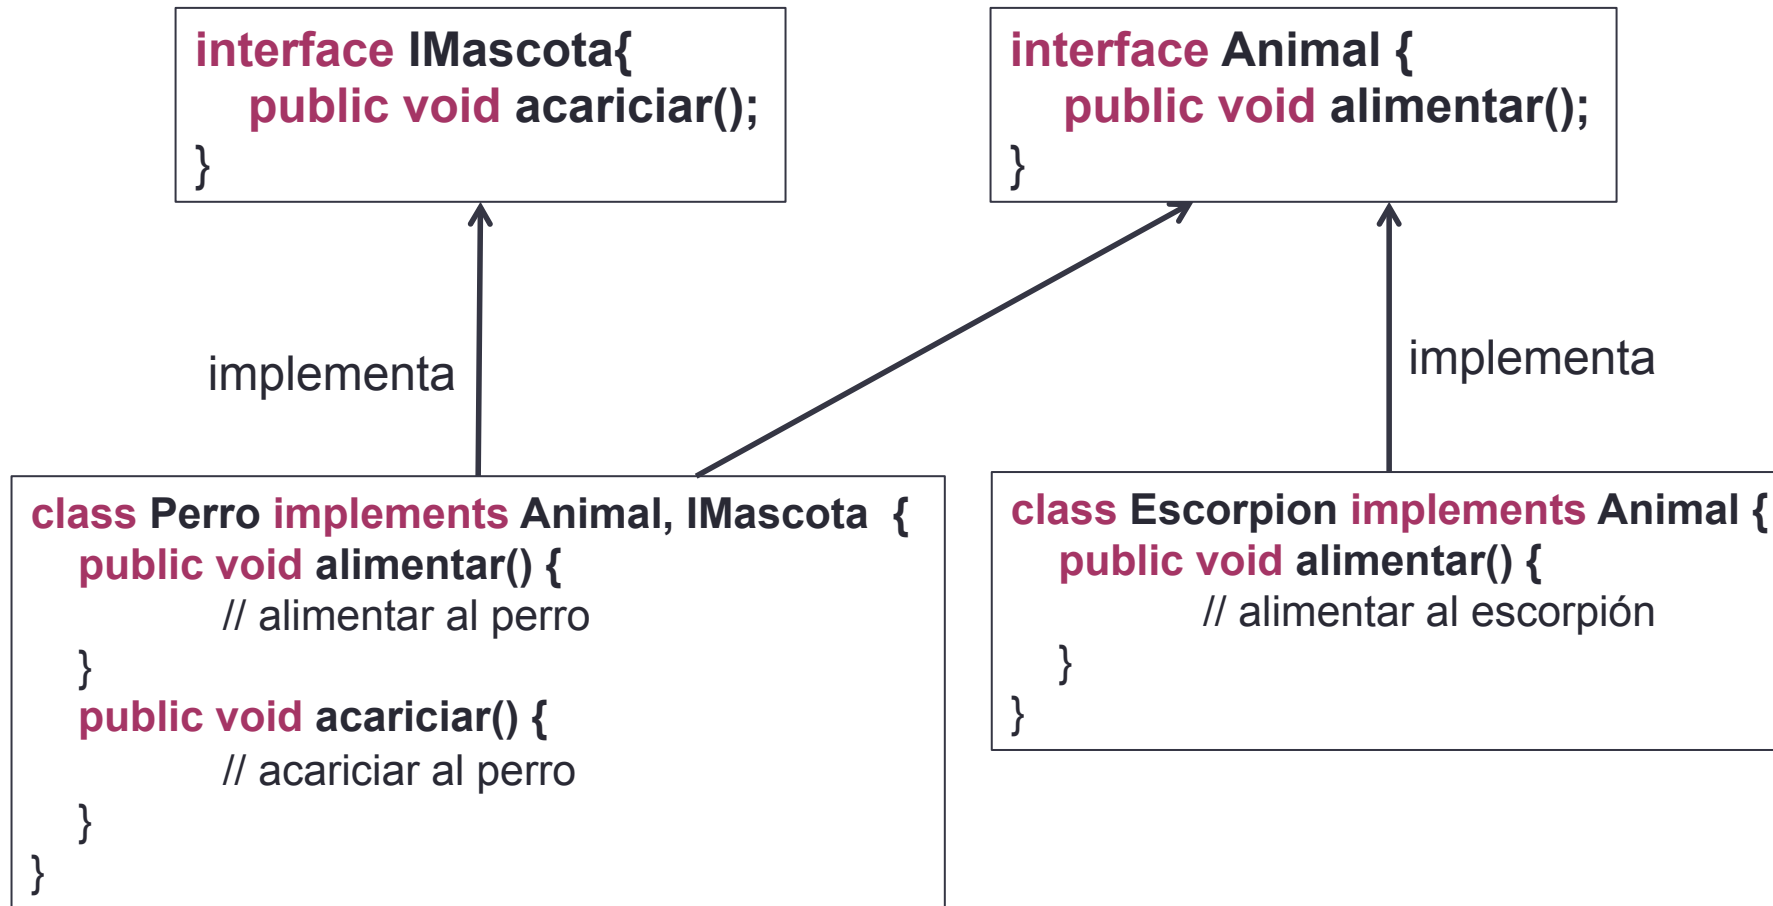 interface IMascota{
public void acariciar();
}
interface Animal {
public void alimentar();
}
implementa
implementa
class Perro implements Animal, IMascota {
public void alimentar() {
// alimentar al perro
}
public void acariciar() {
// acariciar al perro
}
}
class Escorpion implements Animal {
public void alimentar() {
// alimentar al escorpión
}
}